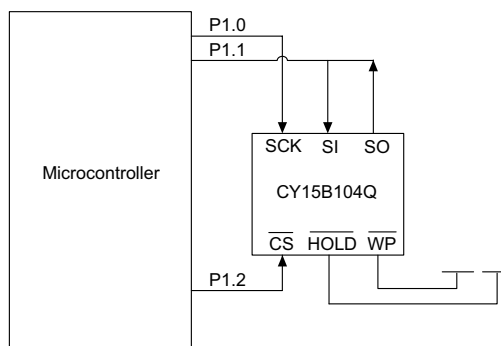 P1.0
P1.1
SCK SI SO
Microcontroller
CY15B104Q
CS HOLD WP
P1.2